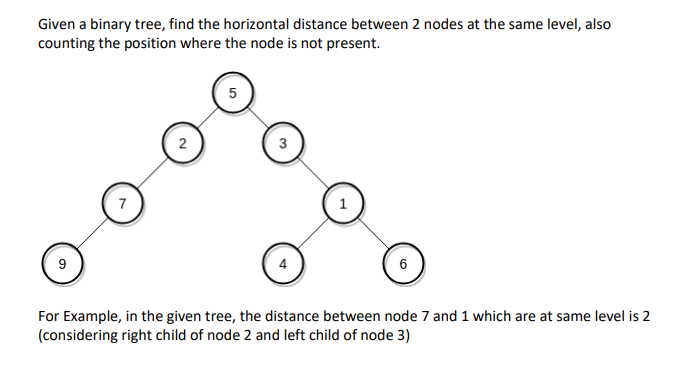 Given a binary tree, find the horizontal distance between 2 nodes at the same level, also
counting the position where the node is not present.
5
2
3
7
1
9
4
6
For Example, in the given tree, the distance between node 7 and 1 which are at same level is 2
(considering right child of node 2 and left child of node 3)